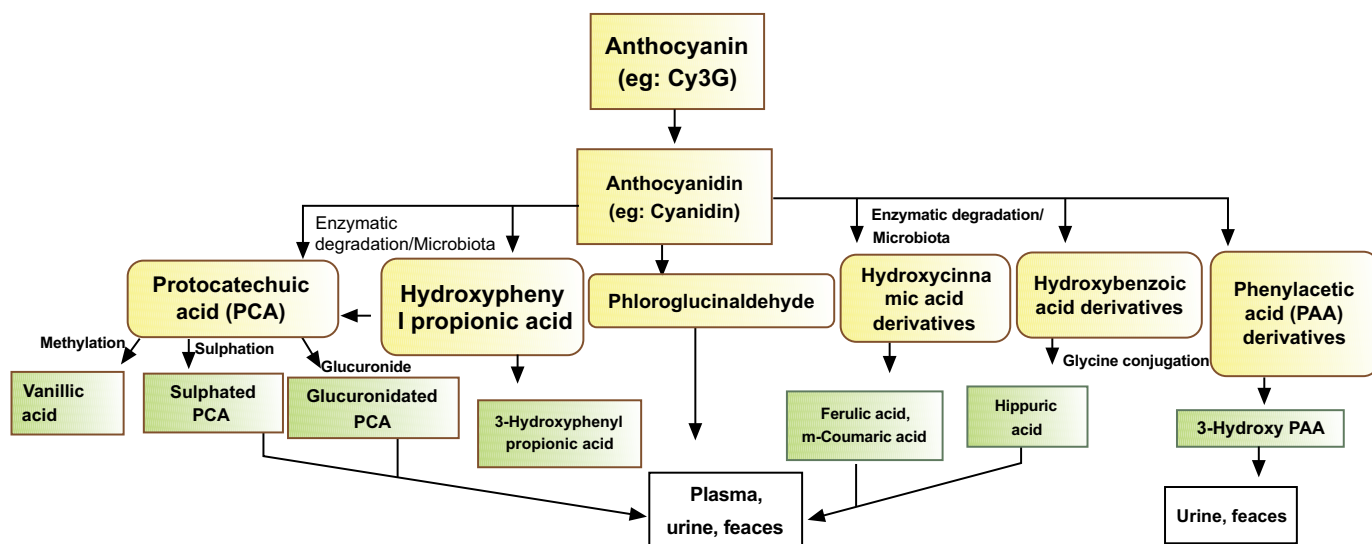 Anthocyanin
(eg: Cy3G)
Anthocyanidin
(eg: Cyanidin)
Enzymatic
degradation/Microbiota
Enzymatic degradation/
Microbiota
Protocatechuic
acid (PCA)
Hydroxypheny
l propionic acid
Phloroglucinaldehyde
Hydroxycinna
mic acid
derivatives
Hydroxybenzoic
acid derivatives
Phenylacetic
acid (PAA)
derivatives
Methylation
Sulphation
Glucuronide
Glycine conjugation
Vanillic
acid
Sulphated
PCA
Glucuronidated
PCA
3-Hydroxyphenyl
propionic acid
Ferulic acid,
m-Coumaric acid
Hippuric
acid
3-Hydroxy PAA
Plasma,
urine, feaces
Urine, feaces